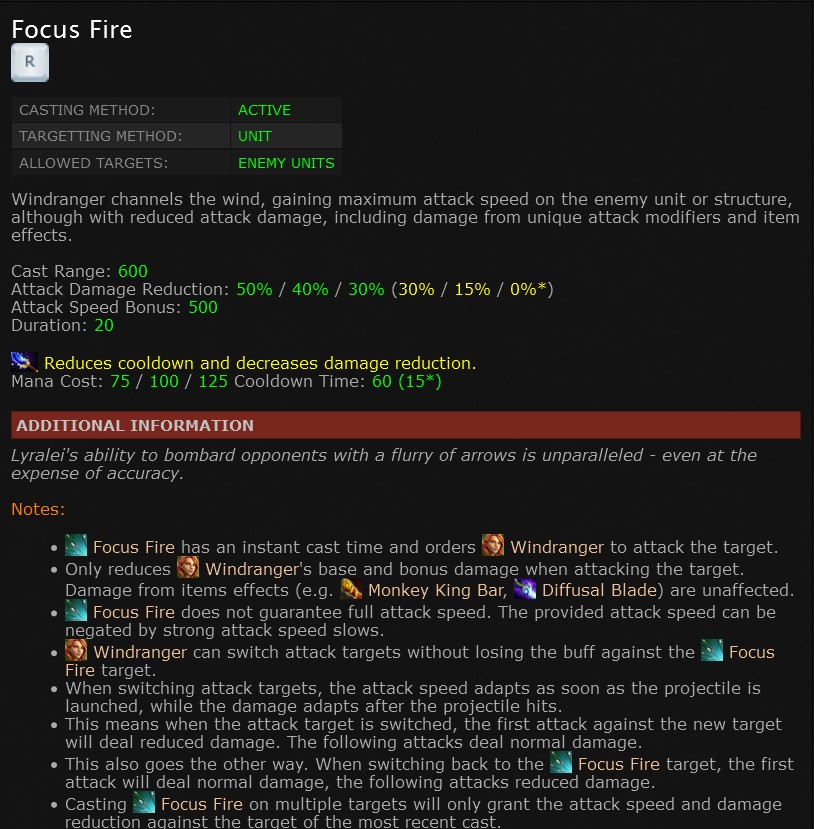 Focus Fire
R
CASTING METHOD: ACTIVE
TARGETTING METHOD: UNIT
ALLOWED TARGETS: ENEMY UNITS
Windranger channels the wind, gaining maximum attack speed on the enemy unit or structure,
although with reduced attack damage, including damage from unique attack modifiers and item
effects.
Cast Range: 600
Attack Damage Reduction: 50% / 40% / 30% (30% / 15% / 0%*)
Attack Speed Bonus: 500
Duration: 20
Reduces cooldown and decreases damage reduction.
Mana Cost: 75 / 100 / 125 Cooldown Time: 60 (15*)
ADDITIONAL INFORMATION
Lyralei's ability to bombard opponents with a flurry of arrows is unparalleled - even at the
expense of accuracy.
Notes:
• Focus Fire has an instant cast time and orders Windranger to attack the target.
• Only reduces Windranger's base and bonus damage when attacking the target.
Damage from items effects (e.g. Monkey King Bar, Diffusal Blade) are unaffected.
• Focus Fire does not guarantee full attack speed. The provided attack speed can be
negated by strong attack speed slows.
• Windranger can switch attack targets without losing the buff against the Focus
Fire target.
• When switching attack targets, the attack speed adapts as soon as the projectile is
launched, while the damage adapts after the projectile hits.
• This means when the attack target is switched, the first attack against the new target
will deal reduced damage. The following attacks deal normal damage.
• This also goes the other way. When switching back to the Focus Fire target, the first
attack will deal normal damage, the following attacks reduced damage.
• Casting Focus Fire on multiple targets will only grant the attack speed and damage
reduction against the target of the most recent cast.